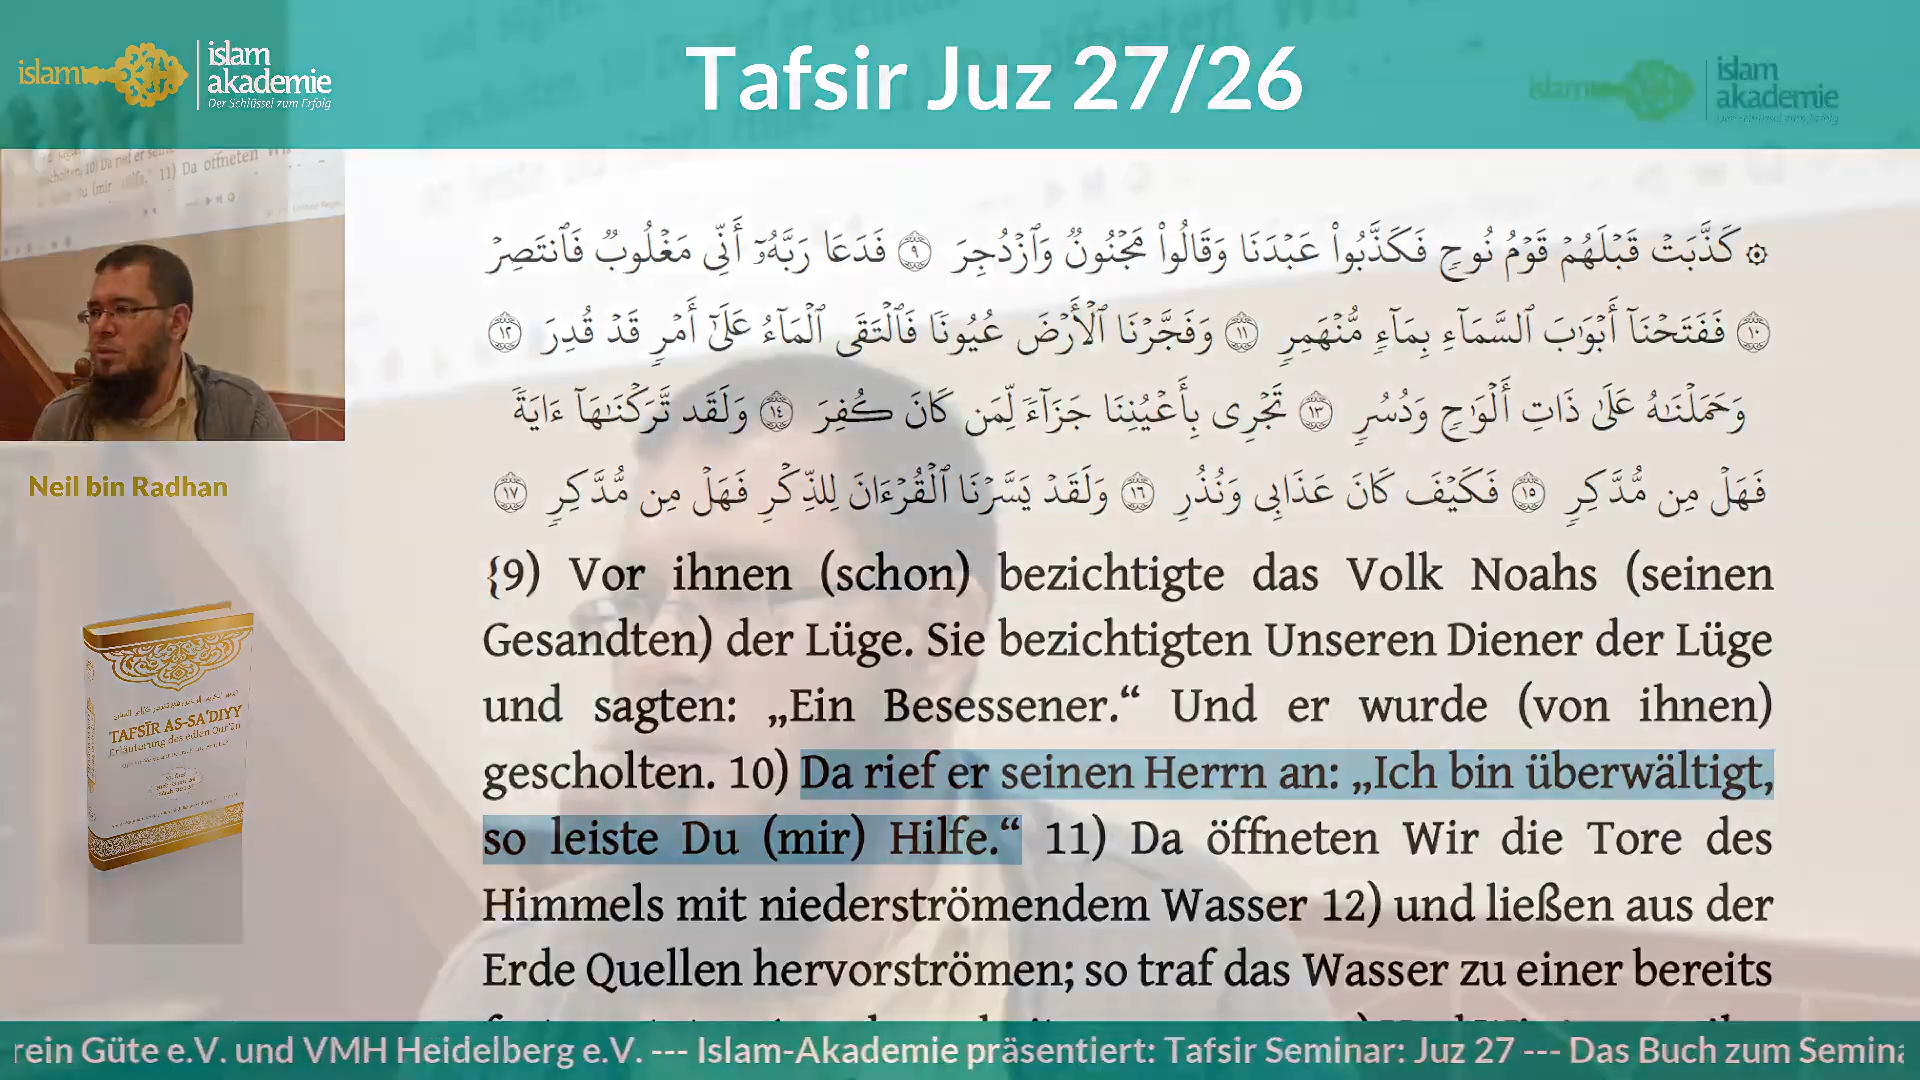 islam
islam
akademie
Der Schlüssel zum Erfolg
Tafsir Juz 27/26
islam
islam
akademie
Neil bin Radhan
TAFSĪR AS-SA'DIYY
Erläuterung des edlen Qur'ān
۞ كَذَّبَتْ قَبْلَهُمْ قَوْمُ نُوحٍ فَكَذَّبُوا۟ عَبْدَنَا وَقَالُوا۟ مَجْنُونٌ وَٱزْدُجِرَ ٩ فَدَعَا رَبَّهُۥٓ أَنِّى مَغْلُوبٌ فَٱنتَصِرْ
١٠ فَفَتَحْنَآ أَبْوَٰبَ ٱلسَّمَآءِ بِمَآءٍ مُّنْهَمِرٍ ١١ وَفَجَّرْنَا ٱلْأَرْضَ عُيُونًا فَٱلْتَقَى ٱلْمَآءُ عَلَىٰٓ أَمْرٍ قَدْ قُدِرَ ١٢
وَحَمَلْنَٰهُ عَلَىٰ ذَاتِ أَلْوَٰحٍ وَدُسُرٍ ١٣ تَجْرِى بِأَعْيُنِنَا جَزَآءً لِّمَن كَانَ كُفِرَ ١٤ وَلَقَد تَّرَكْنَٰهَآ ءَايَةً
فَهَلْ مِن مُّدَّكِرٍ ١٥ فَكَيْفَ كَانَ عَذَابِى وَنُذُرِ ١٦ وَلَقَدْ يَسَّرْنَا ٱلْقُرْءَانَ لِلذِّكْرِ فَهَلْ مِن مُّدَّكِرٍ ١٧
{9) Vor ihnen (schon) bezichtigte das Volk Noahs (seinen
Gesandten) der Lüge. Sie bezichtigten Unseren Diener der Lüge
und sagten: „Ein Besessener.“ Und er wurde (von ihnen)
gescholten. 10) Da rief er seinen Herrn an: „Ich bin überwältigt,
so leiste Du (mir) Hilfe.“ 11) Da öffneten Wir die Tore des
Himmels mit niederströmendem Wasser 12) und ließen aus der
Erde Quellen hervorströmen; so traf das Wasser zu einer bereits
rein Güte e.V. und VMH Heidelberg e.V. --- Islam-Akademie präsentiert: Tafsir Seminar: Juz 27 --- Das Buch zum Semina